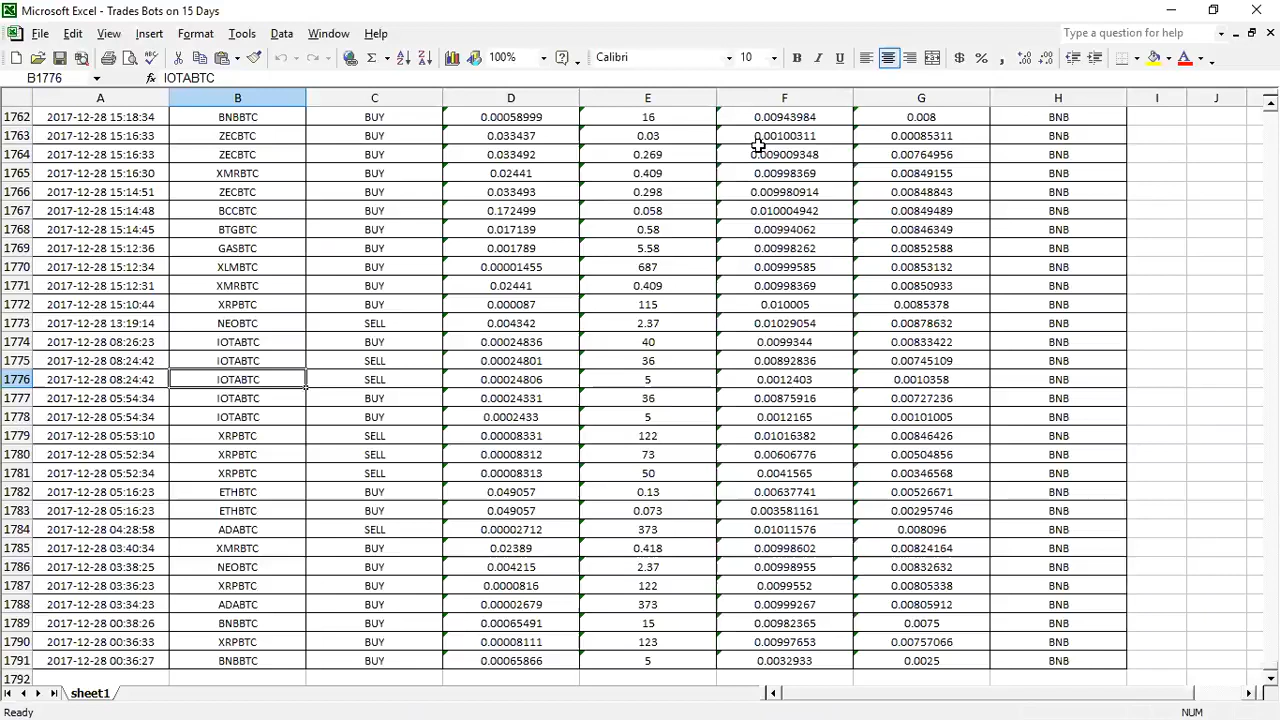 Microsoft Excel - Trades Bots on 15 Days
File Edit View Insert Format Tools Data Window Help Type a question for help
100% Calibri 10 B I U $ % ,
B1776 fx IOTABTC
A B C D E F G H I J
1762 2017-12-28 15:18:34 BNBBTC BUY 0.00058999 16 0.00943984 0.008 BNB
1763 2017-12-28 15:16:33 ZECBTC BUY 0.033437 0.03 0.00100311 0.00085311 BNB
1764 2017-12-28 15:16:33 ZECBTC BUY 0.033492 0.269 0.009009348 0.00764956 BNB
1765 2017-12-28 15:16:30 XMRBTC BUY 0.02441 0.409 0.00998369 0.00849155 BNB
1766 2017-12-28 15:14:51 ZECBTC BUY 0.033493 0.298 0.009980914 0.00848843 BNB
1767 2017-12-28 15:14:48 BCCBTC BUY 0.172499 0.058 0.010004942 0.00849489 BNB
1768 2017-12-28 15:14:45 BTGBTC BUY 0.017139 0.58 0.00994062 0.00846349 BNB
1769 2017-12-28 15:12:36 GASBTC BUY 0.001789 5.58 0.00998262 0.00852588 BNB
1770 2017-12-28 15:12:34 XLMBTC BUY 0.00001455 687 0.00999585 0.00853132 BNB
1771 2017-12-28 15:12:31 XMRBTC BUY 0.02441 0.409 0.00998369 0.00850933 BNB
1772 2017-12-28 15:10:44 XRPBTC BUY 0.000087 115 0.010005 0.0085378 BNB
1773 2017-12-28 13:19:14 NEOBTC SELL 0.004342 2.37 0.01029054 0.00878632 BNB
1774 2017-12-28 08:26:23 IOTABTC BUY 0.00024836 40 0.0099344 0.00833422 BNB
1775 2017-12-28 08:24:42 IOTABTC SELL 0.00024801 36 0.00892836 0.00745109 BNB
1776 2017-12-28 08:24:42 IOTABTC SELL 0.00024806 5 0.0012403 0.0010358 BNB
1777 2017-12-28 05:54:34 IOTABTC BUY 0.00024331 36 0.00875916 0.00727236 BNB
1778 2017-12-28 05:54:34 IOTABTC BUY 0.0002433 5 0.0012165 0.00101005 BNB
1779 2017-12-28 05:53:10 XRPBTC SELL 0.00008331 122 0.01016382 0.00846426 BNB
1780 2017-12-28 05:52:34 XRPBTC SELL 0.00008312 73 0.00606776 0.00504856 BNB
1781 2017-12-28 05:52:34 XRPBTC SELL 0.00008313 50 0.0041565 0.00346568 BNB
1782 2017-12-28 05:16:23 ETHBTC BUY 0.049057 0.13 0.00637741 0.00526671 BNB
1783 2017-12-28 05:16:23 ETHBTC BUY 0.049057 0.073 0.003581161 0.00295746 BNB
1784 2017-12-28 04:28:58 ADABTC SELL 0.00002712 373 0.01011576 0.008096 BNB
1785 2017-12-28 03:40:34 XMRBTC BUY 0.02389 0.418 0.00998602 0.00824164 BNB
1786 2017-12-28 03:38:25 NEOBTC BUY 0.004215 2.37 0.00998955 0.00832632 BNB
1787 2017-12-28 03:36:23 XRPBTC BUY 0.0000816 122 0.0099552 0.00805338 BNB
1788 2017-12-28 03:34:23 ADABTC BUY 0.00002679 373 0.00999267 0.00805912 BNB
1789 2017-12-28 00:38:26 BNBBTC BUY 0.00065491 15 0.00982365 0.0075 BNB
1790 2017-12-28 00:36:33 XRPBTC BUY 0.00008111 123 0.00997653 0.00757066 BNB
1791 2017-12-28 00:36:27 BNBBTC BUY 0.00065866 5 0.0032933 0.0025 BNB
1792
sheet1
Ready NUM